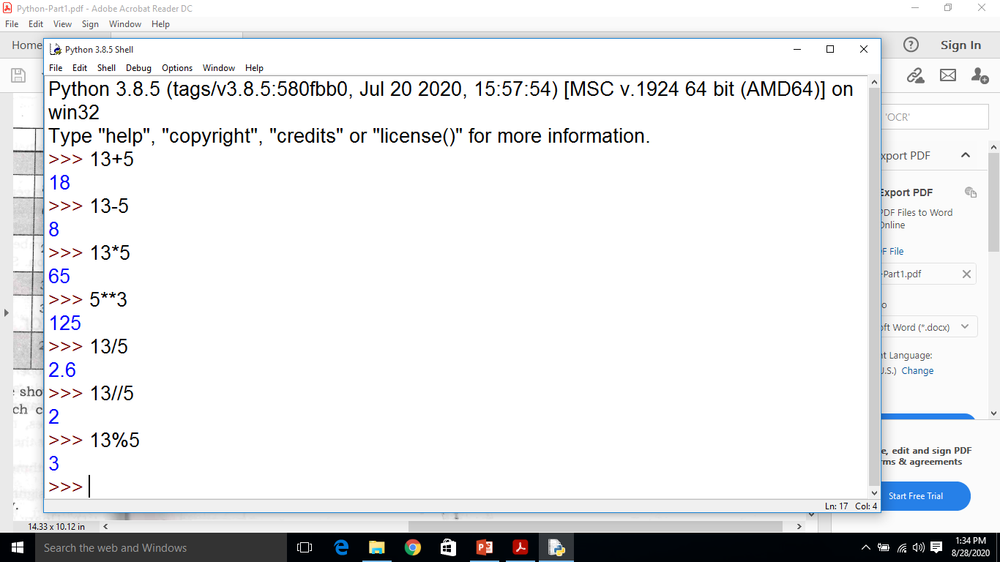 Python-Part1.pdf - Adobe Acrobat Reader DC
File Edit View Sign Window Help
Home
Sign In
Python 3.8.5 Shell
File Edit Shell Debug Options Window Help
Python 3.8.5 (tags/v3.8.5:580fbb0, Jul 20 2020, 15:57:54) [MSC v.1924 64 bit (AMD64)] on
win32
Type "help", "copyright", "credits" or "license()" for more information.
>>> 13+5
18
>>> 13-5
8
>>> 13*5
65
>>> 5**3
125
>>> 13/5
2.6
>>> 13//5
2
>>> 13%5
3
>>>
Ln: 17 Col: 4
'OCR'
xport PDF
Export PDF
PDF Files to Word
Online
F File
-Part1.pdf
o
oft Word (*.docx)
nt Language:
U.S.) Change
e, edit and sign PDF
rms & agreements
Start Free Trial
sho
ch c
14.33 x 10.12 in
Search the web and Windows
1:34 PM
8/28/2020